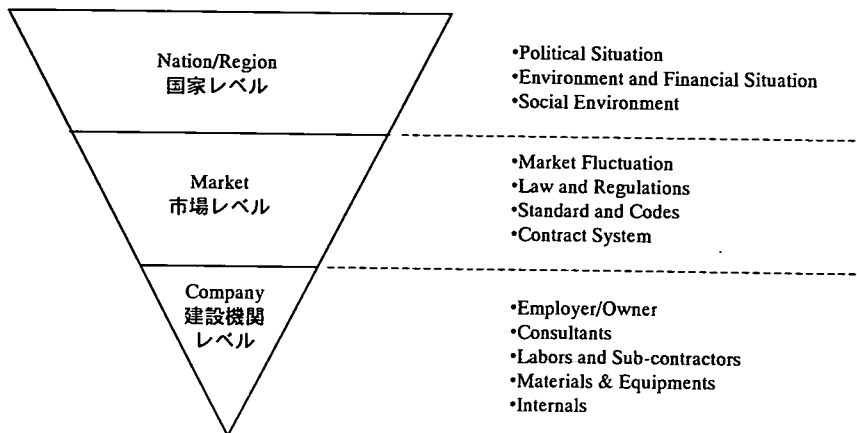 Nation/Region
国家レベル
•Political Situation
•Environment and Financial Situation
•Social Environment
Market
市場レベル
•Market Fluctuation
•Law and Regulations
•Standard and Codes
•Contract System
Company
建設機関
レベル
•Employer/Owner
•Consultants
•Labors and Sub-contractors
•Materials & Equipments
•Internals